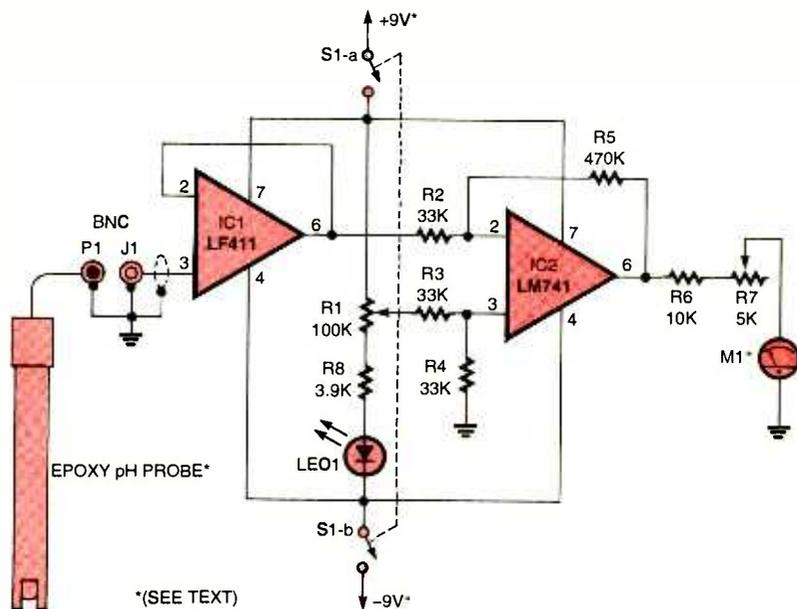 +9V*
S1-a
R5
470K
BNC
P1
J1
2
3
7
6
4
IC1
LF411
R2
33K
2
3
7
6
4
IC2
LM741
R3
33K
R1
100K
R4
33K
R6
10K
R7
5K
M1*
R8
3.9K
LEO1
EPOXY pH PROBE*
S1-b
-9V*
*(SEE TEXT)